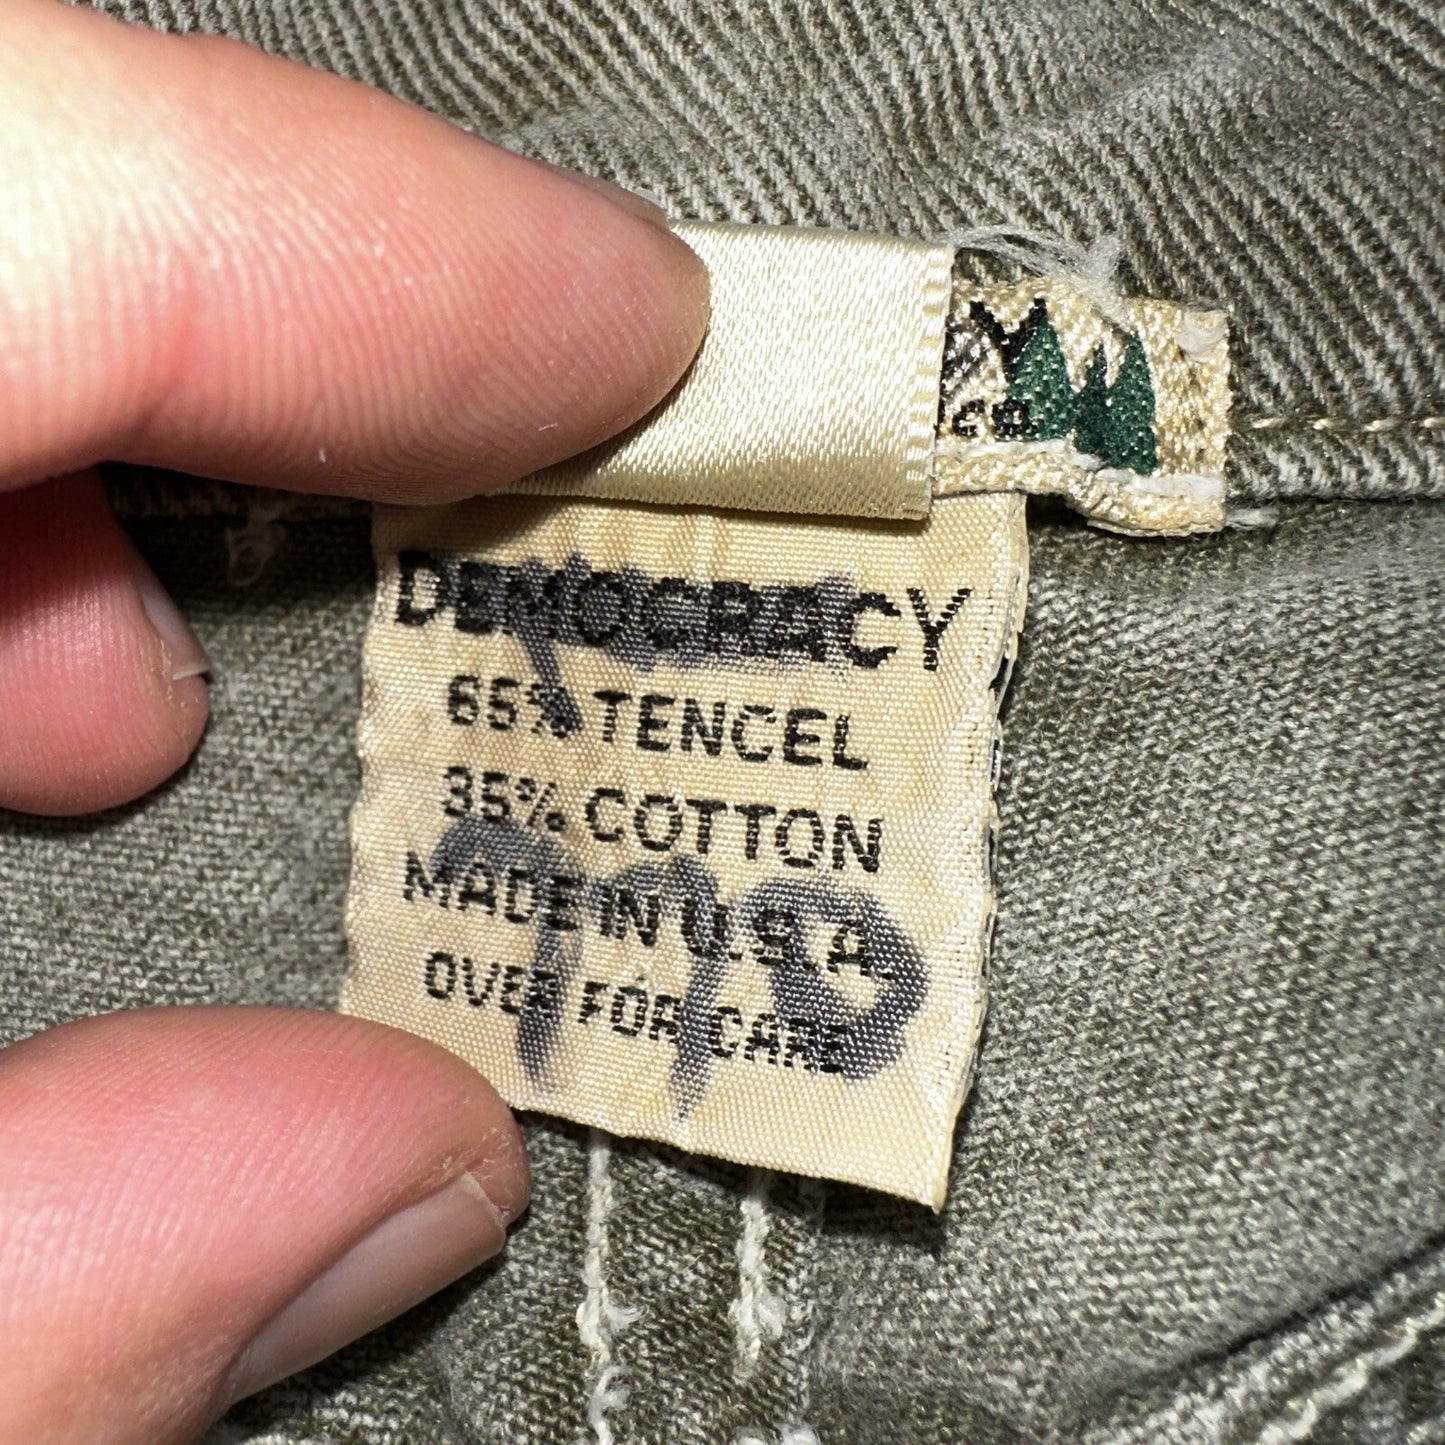 DEMOCRACY
65% TENCEL
35% COTTON
MADE IN U.S.A.
OVER FOR CARE